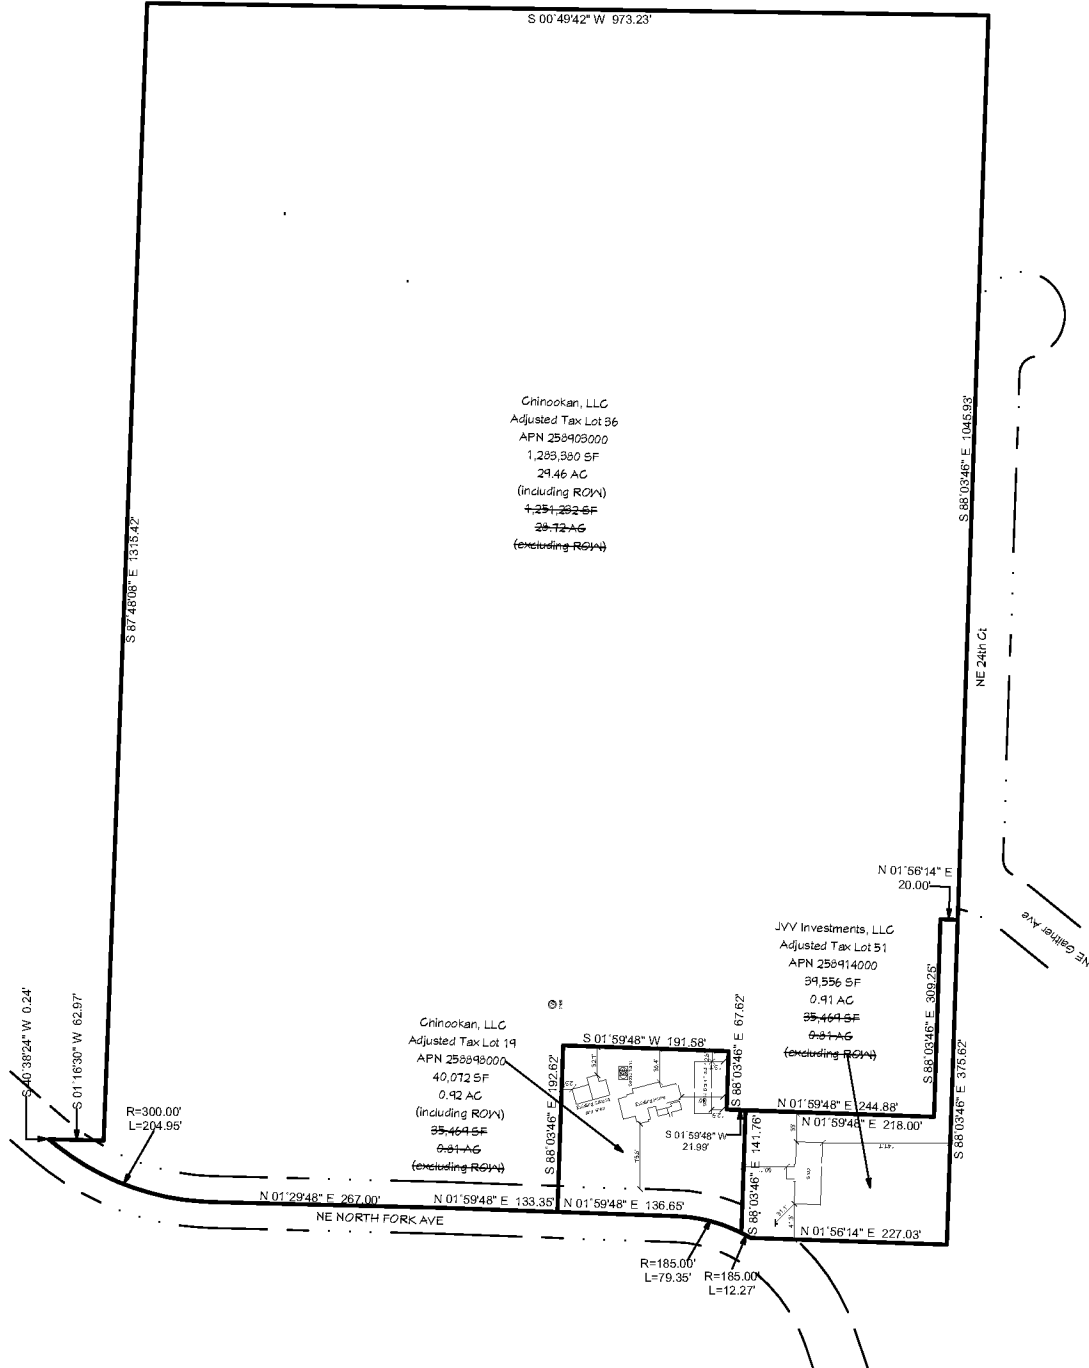 S 00°49'42" W 973.23'
Chinookan, LLC
Adjusted Tax Lot 36
APN 258903000
1,283,380 SF
29.46 AC
(including ROW)
1,251,232 SF
28.72 AC
(excluding ROW)
S 87°48'08" E 1315.42'
S 88°03'46" E 1045.93'
NE 24th Ct
N 01°56'14" E
20.00'
NE Gaither Ave
JVV Investments, LLC
Adjusted Tax Lot 51
APN 258914000
39,556 SF
0.91 AC
35,469 SF
0.81 AC
(excluding ROW)
S 88°03'46" E 309.25'
S 88°03'46" E 375.62'
S 40°38'24" W 0.24'
S 01°16'30" W 62.97'
Chinookan, LLC
Adjusted Tax Lot 19
APN 258898000
40,072 SF
0.92 AC
(including ROW)
35,469 SF
0.81 AC
(excluding ROW)
S 01°59'48" W 191.58'
S 88°03'46" E 67.62'
S 88°03'46" E 192.62'
N 01°59'48" E 244.88'
N 01°59'48" E 218.00'
S 01°59'48" W
21.99'
S 88°03'46" E 141.76'
R=300.00'
L=204.95'
N 01°29'48" E 267.00'
N 01°59'48" E 133.35'
N 01°59'48" E 136.65'
NE NORTH FORK AVE
N 01°56'14" E 227.03'
R=185.00'
L=79.35'
R=185.00'
L=12.27'